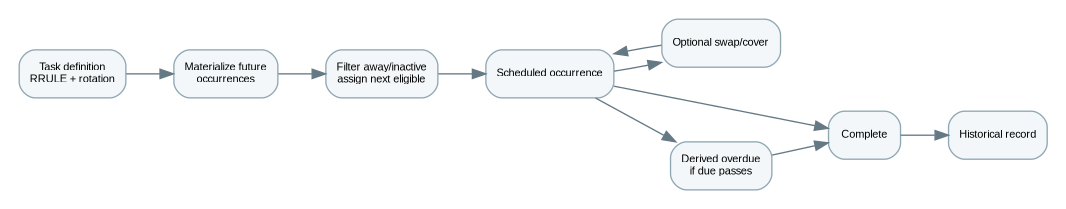 Task definition
RRULE + rotation
Materialize future
occurrences
Filter away/inactive
assign next eligible
Scheduled occurrence
Optional swap/cover
Derived overdue
if due passes
Complete
Historical record